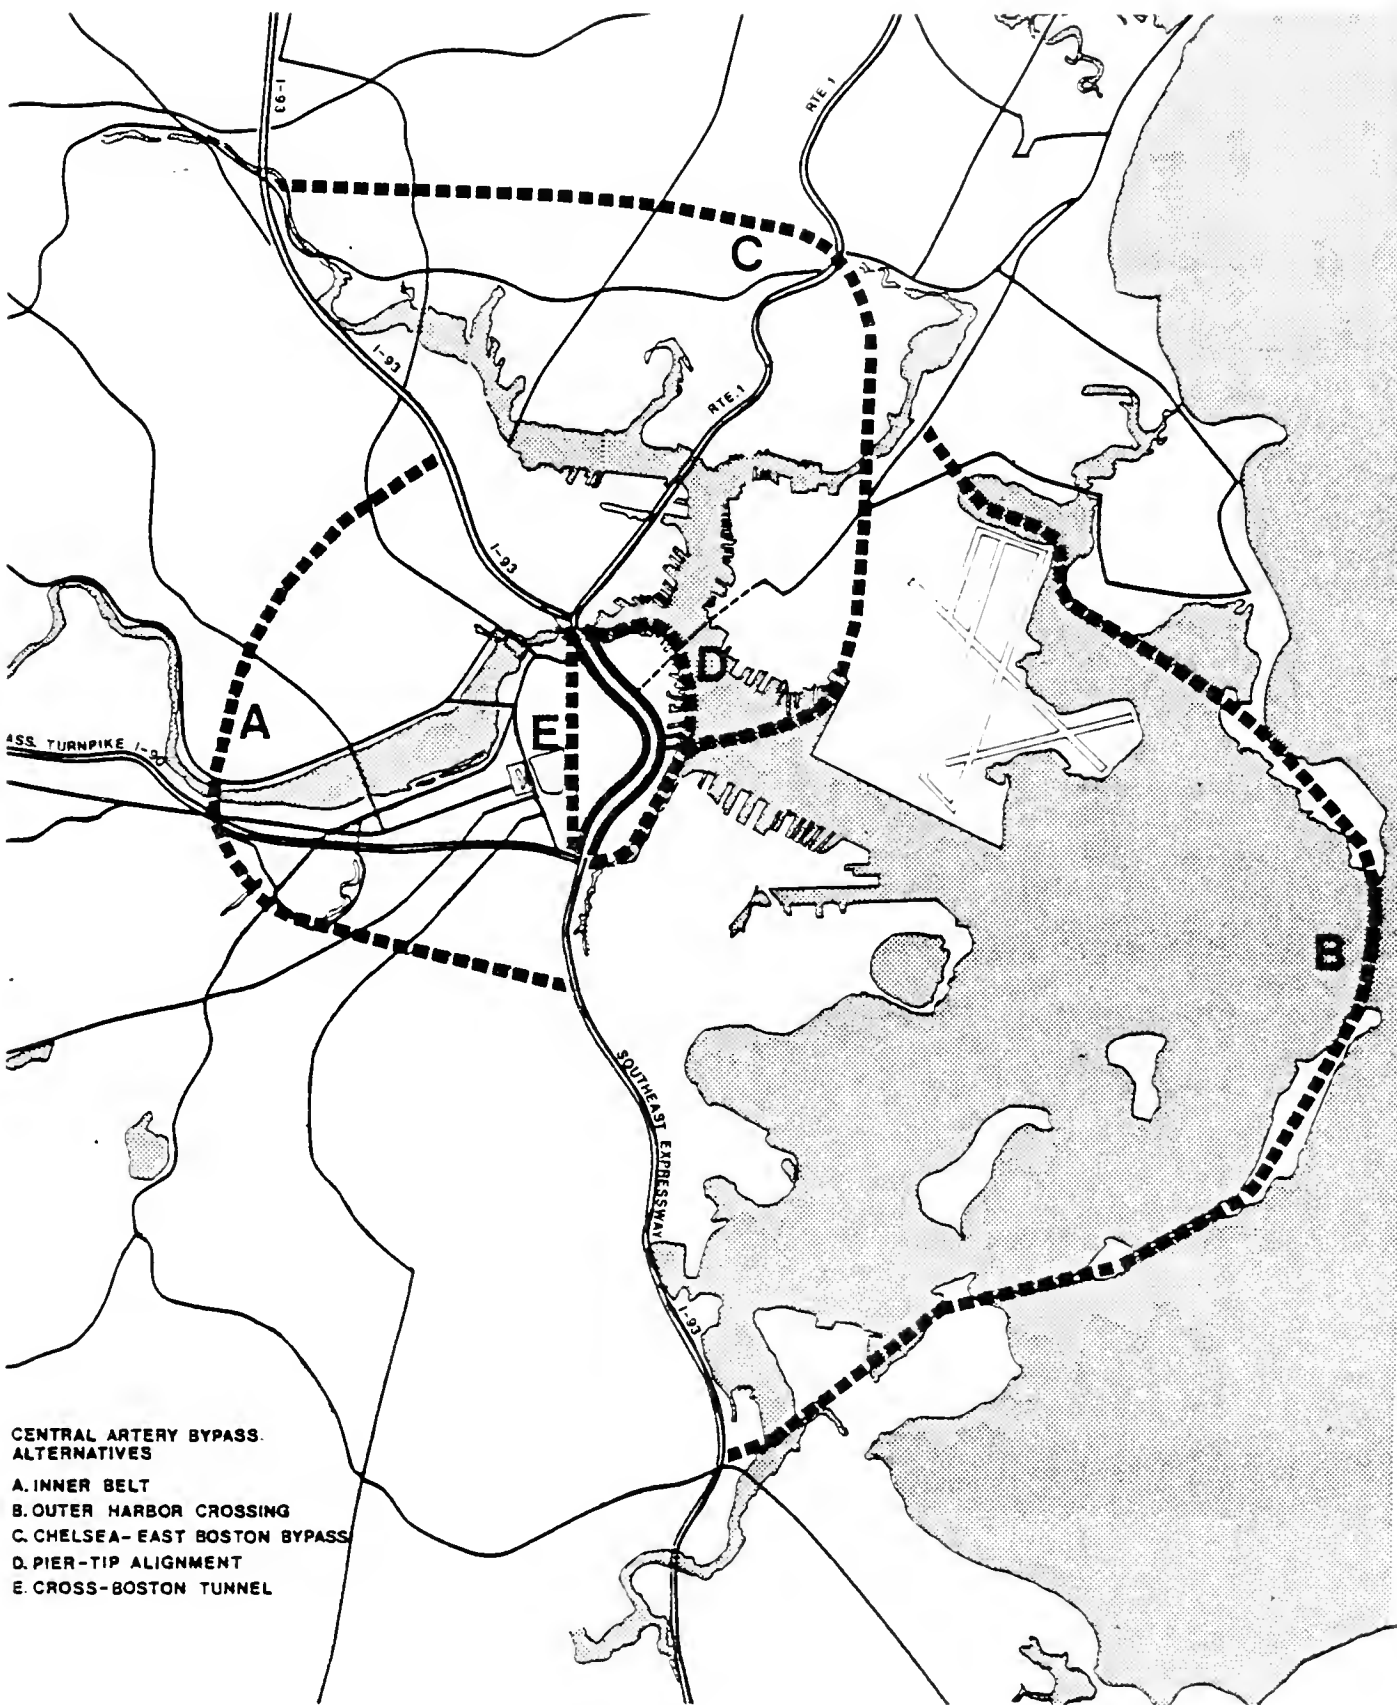 I-93
RTE. 1
C
I-93
RTE. 1
I-93
A
D
E
ASS. TURNPIKE I-90
B
SOUTHEAST EXPRESSWAY
I-93
CENTRAL ARTERY BYPASS.
ALTERNATIVES
A. INNER BELT
B. OUTER HARBOR CROSSING
C. CHELSEA-EAST BOSTON BYPASS
D. PIER-TIP ALIGNMENT
E. CROSS-BOSTON TUNNEL